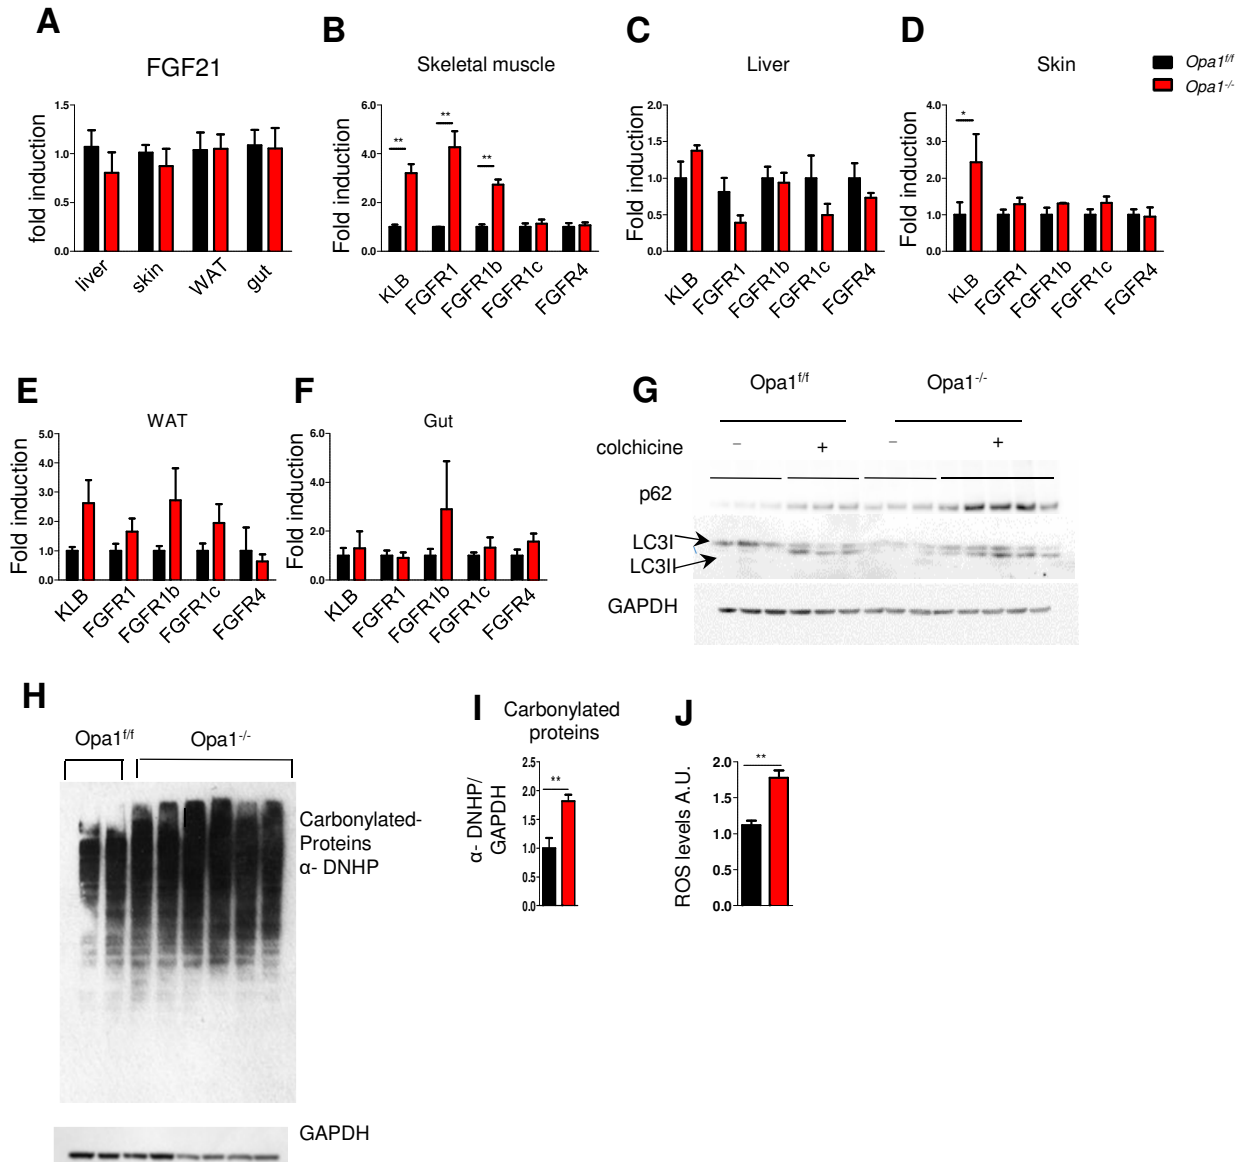 A
FGF21
fold induction
1.5
1.0
0.5
0.0
liver
skin
WAT
gut
B
Skeletal muscle
Fold induction
6.0
4.0
2.0
0.0
**
**
**
KLB
FGFR1
FGFR1b
FGFR1c
FGFR4
C
Liver
Fold induction
2.0
1.5
1.0
0.5
0.0
KLB
FGFR1
FGFR1b
FGFR1c
FGFR4
D
Skin
Fold induction
4.0
3.0
2.0
1.0
0.0
*
KLB
FGFR1
FGFR1b
FGFR1c
FGFR4
Opa1f/f
Opa1-/-
E
WAT
Fold induction
5.0
4.0
3.0
2.0
1.0
0.0
KLB
FGFR1
FGFR1b
FGFR1c
FGFR4
F
Gut
Fold induction
6.0
4.0
2.0
0.0
KLB
FGFR1
FGFR1b
FGFR1c
FGFR4
G
Opa1f/f
Opa1-/-
colchicine
–
+
–
+
p62
LC3I
LC3II
GAPDH
H
Opa1f/f
Opa1-/-
Carbonylated-
Proteins
α- DNHP
GAPDH
I
Carbonylated
proteins
α- DNHP/
GAPDH
2.5
2.0
1.5
1.0
0.5
0.0
**
J
ROS levels A.U.
2.0
1.5
1.0
0.5
0.0
**